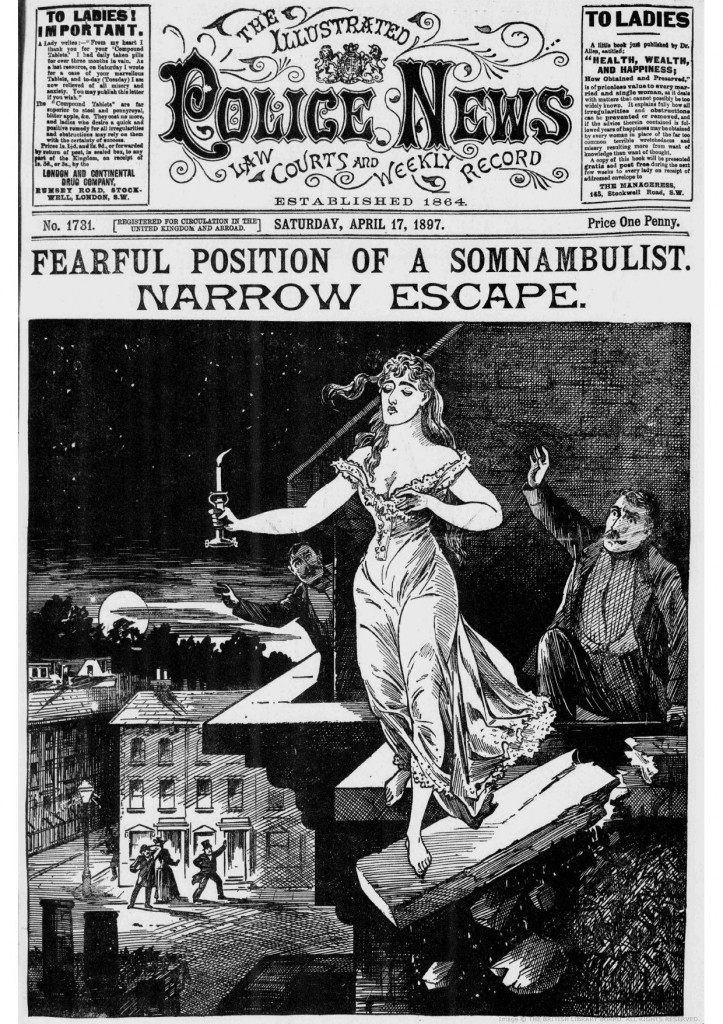 TO LADIES!
IMPORTANT.
A Lady writes:—"From my heart I
thank you for your 'Compound
Tablets.' I had daily taken pills
for over three months in vain. As
a last resource, on Saturday I wrote
for a case of your marvellous
Tablets, and to-day (Tuesday) I am
now relieved of all misery and
anxiety. You may publish this letter
if you wish."
The "Compound Tablets" are far
superior to steel and pennyroyal,
bitter apple, &c. They cost no more,
and ladies who desire a quick and
positive remedy for all irregularities
and obstructions may rely on them
with the certainty of success.
Prices or forwarded
by return of post, in sealed box, to any
part of the Kingdom, on receipt of
by the
LONDON AND CONTINENTAL
DRUG COMPANY,
RUMSEY ROAD, STOCK-
WELL, LONDON, S.W.
THE
ILLUSTRATED
POLICE NEWS
LAW COURTS AND WEEKLY RECORD
ESTABLISHED 1864.
TO LADIES
A little book just published by Dr.
Allen, entitled:
"HEALTH, WEALTH,
AND HAPPINESS;
How Obtained and Preserved,"
is of priceless value to every mar-
ried and single woman, as it deals
with matters that cannot possibly be too
widely known. It explains fully how all
irregularities and obstructions
can be prevented or removed, and
if the advice therein contained is fol-
lowed years of happiness may be obtained
by every woman in place of the far too
common terrible wretchedness and
misery resulting more from want of
knowledge than want of thought.
A copy of this book will be presented
gratis and post free during the next
few weeks to every lady on receipt of
addressed envelope to
THE MANAGERESS,
145, Stockwell Road, S.W.
No. 1731.
[REGISTERED FOR CIRCULATION IN THE
UNITED KINGDOM AND ABROAD.]
SATURDAY, APRIL 17, 1897.
Price One Penny.
FEARFUL POSITION OF A SOMNAMBULIST.
NARROW ESCAPE.
Image © THE BRITISH LIBRARY BOARD. ALL RIGHTS RESERVED.